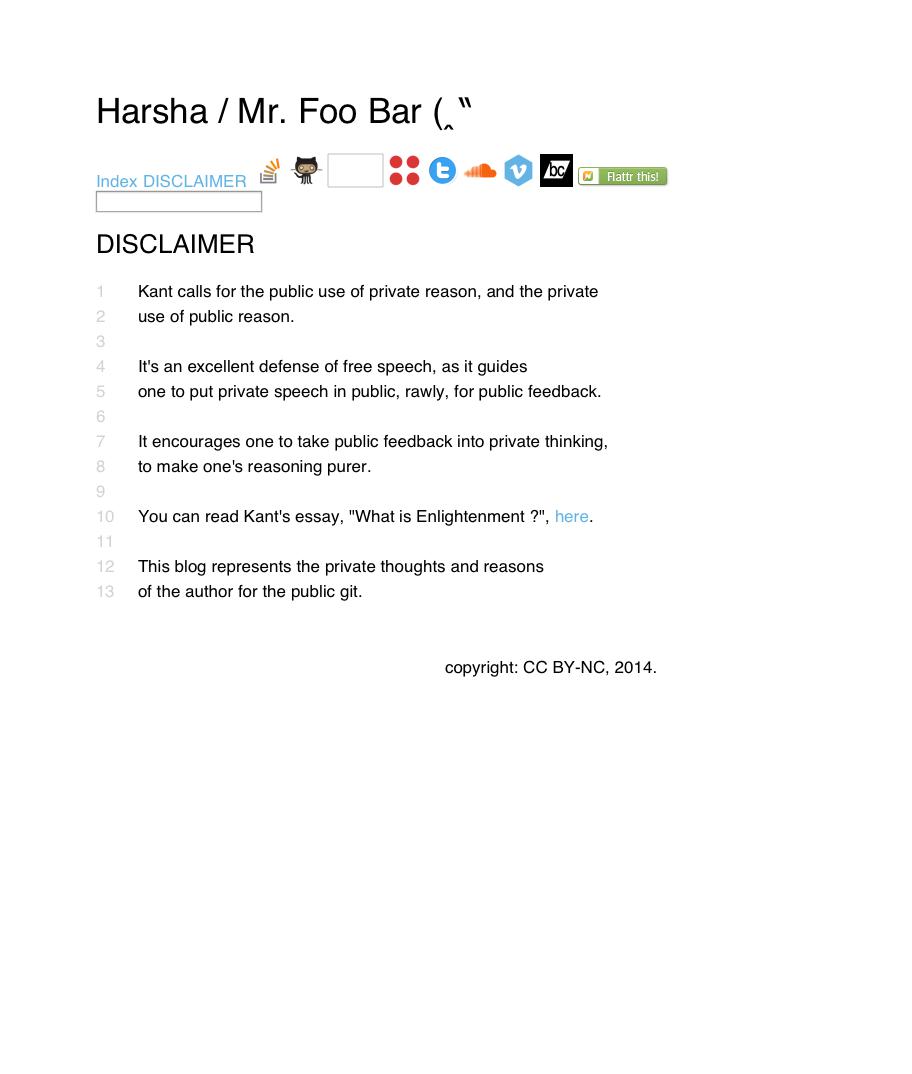 Harsha / Mr. Foo Bar (‸‶
Index DISCLAIMER bc Flattr this!
DISCLAIMER
1 Kant calls for the public use of private reason, and the private
2 use of public reason.
3
4 It's an excellent defense of free speech, as it guides
5 one to put private speech in public, rawly, for public feedback.
6
7 It encourages one to take public feedback into private thinking,
8 to make one's reasoning purer.
9
10 You can read Kant's essay, "What is Enlightenment ?", here.
11
12 This blog represents the private thoughts and reasons
13 of the author for the public git.
copyright: CC BY-NC, 2014.